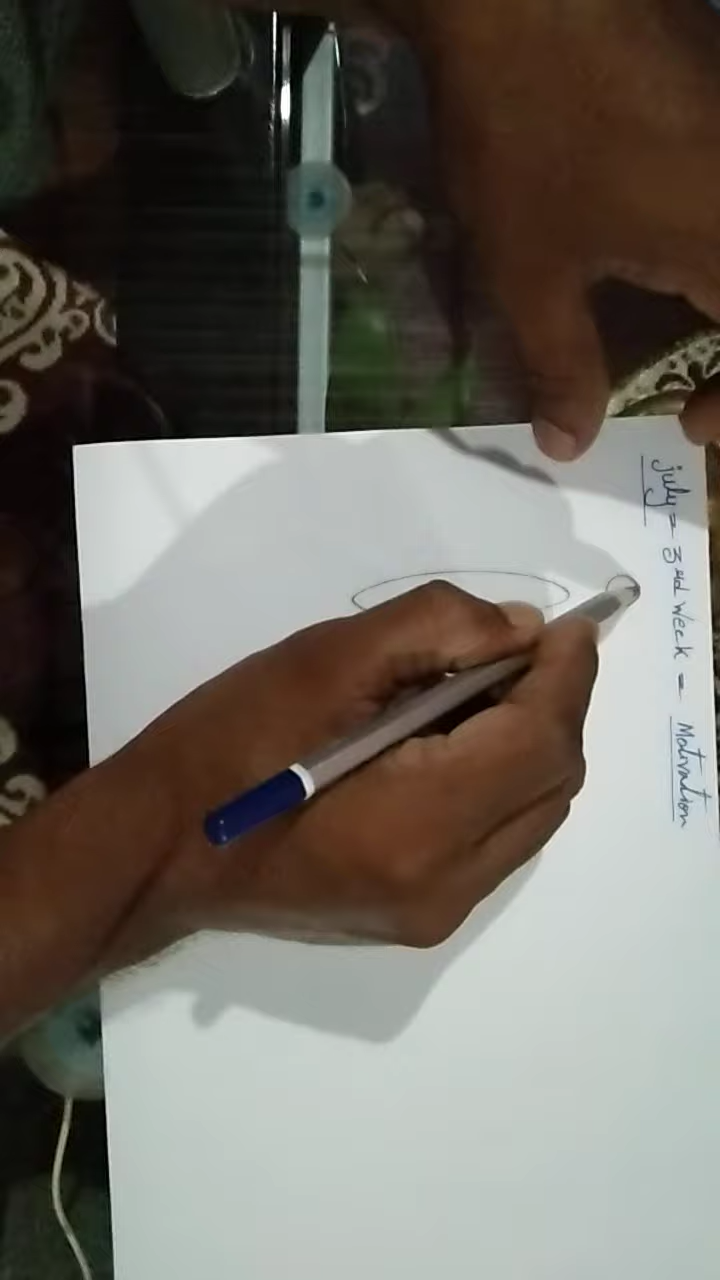 july = 3rd Week = Motivation